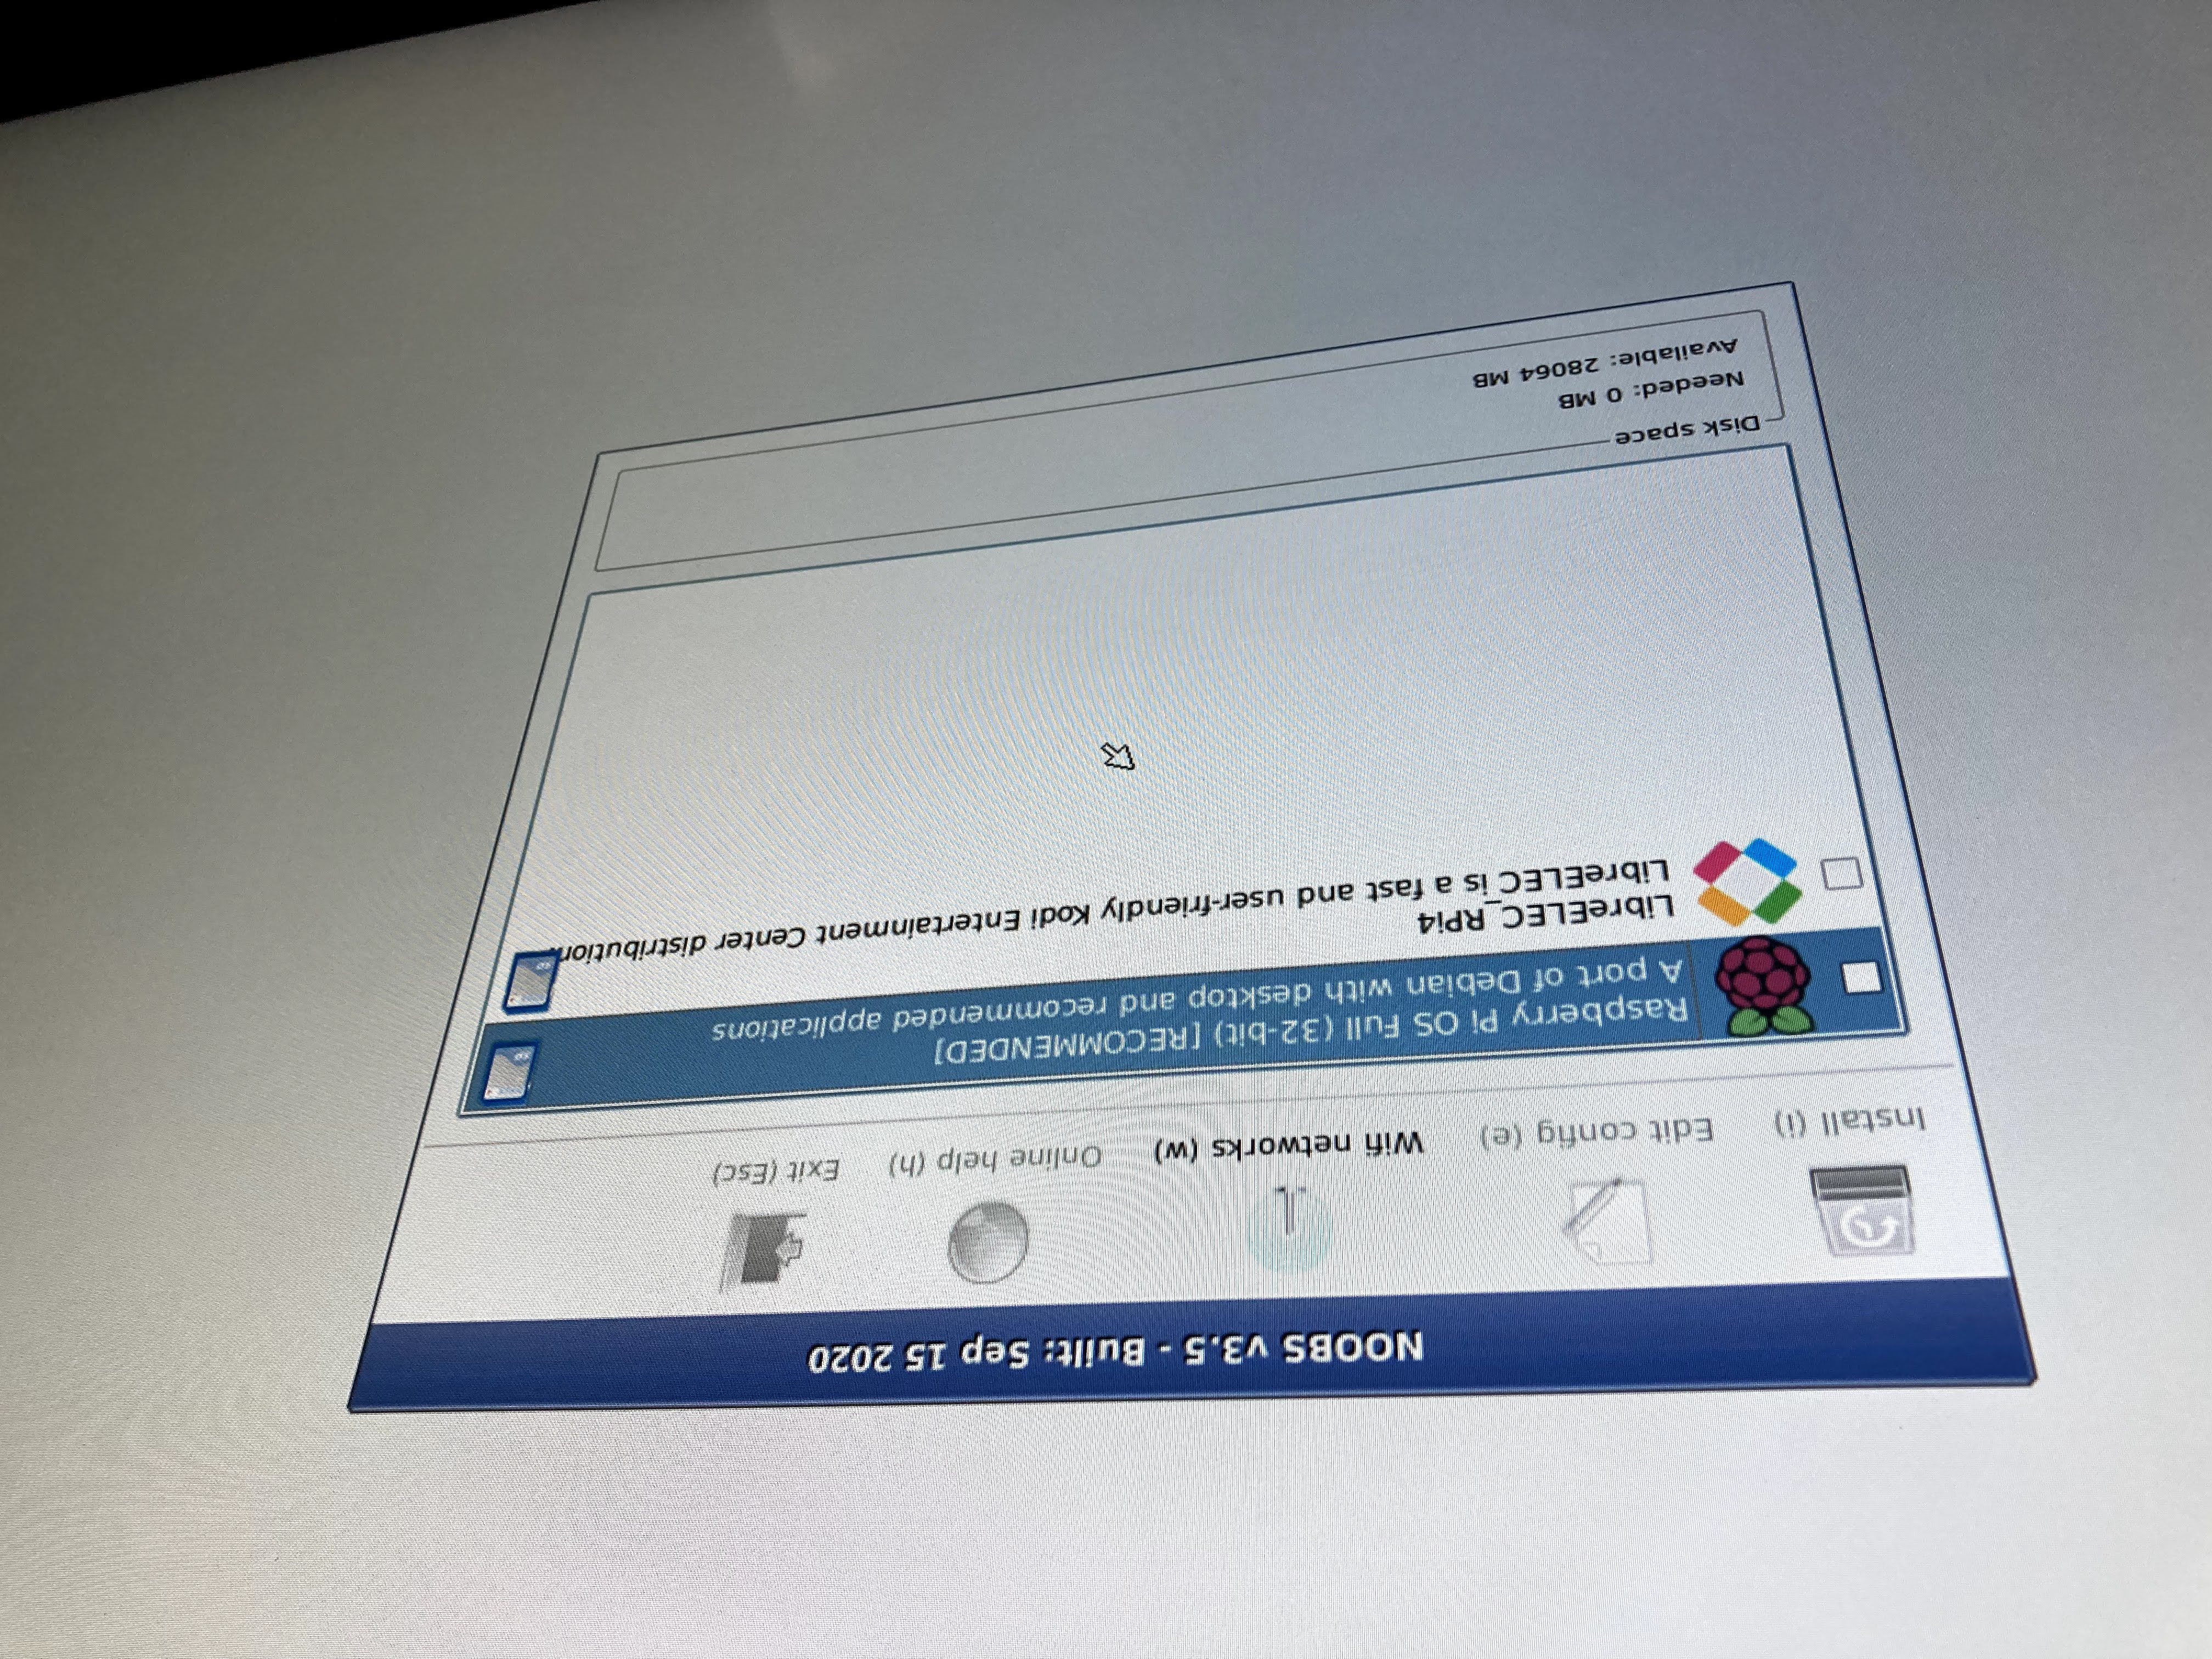 NOOBS v3.5 - Built: Sep 15 2020
Install (i) Edit config (e) Wifi networks (w) Online help (h) Exit (Esc)
Raspberry Pi OS Full (32-bit) [RECOMMENDED]
A port of Debian with desktop and recommended applications
LibreELEC_RPi4
LibreELEC is a fast and user-friendly Kodi Entertainment Center distribution.
Disk space
Needed: 0 MB
Available: 28064 MB